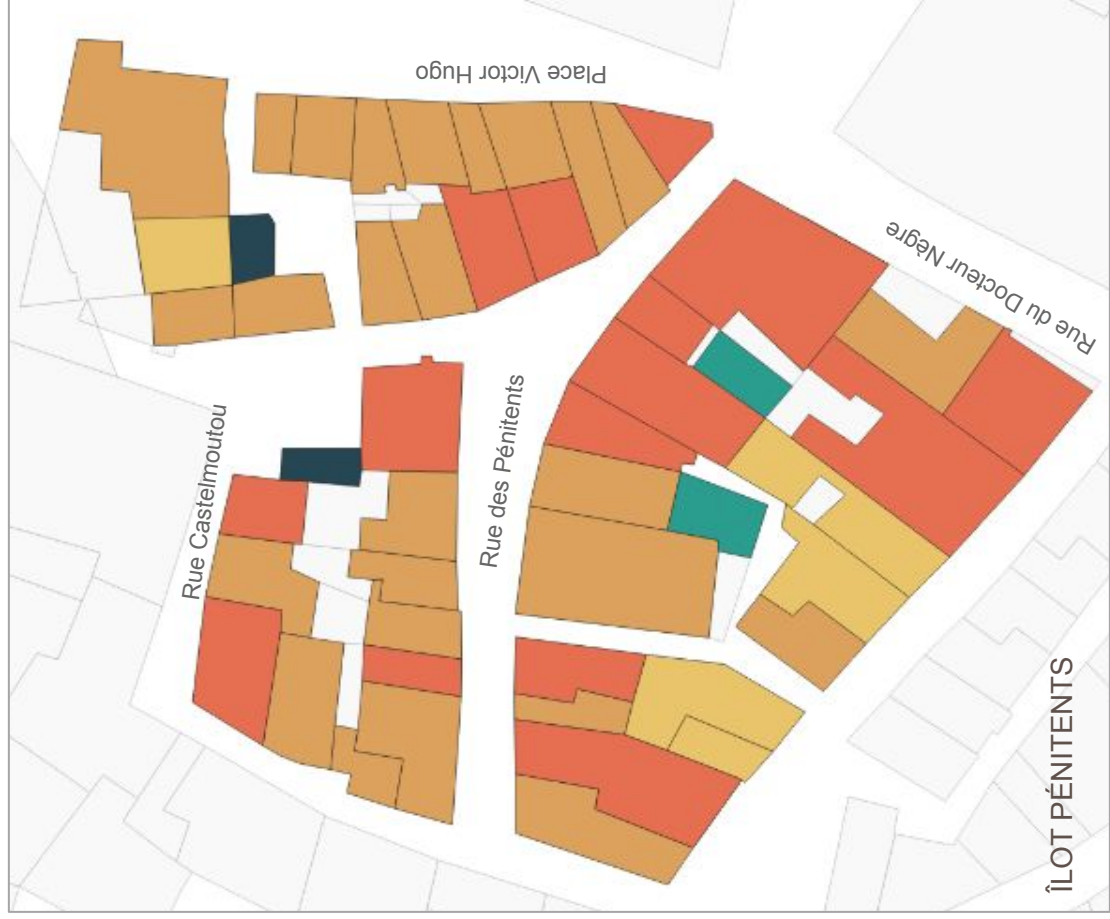 Place Victor Hugo
Rue du Docteur Nègre
Rue Castelmoutou
Rue des Pénitents
ÎLOT PÉNITENTS